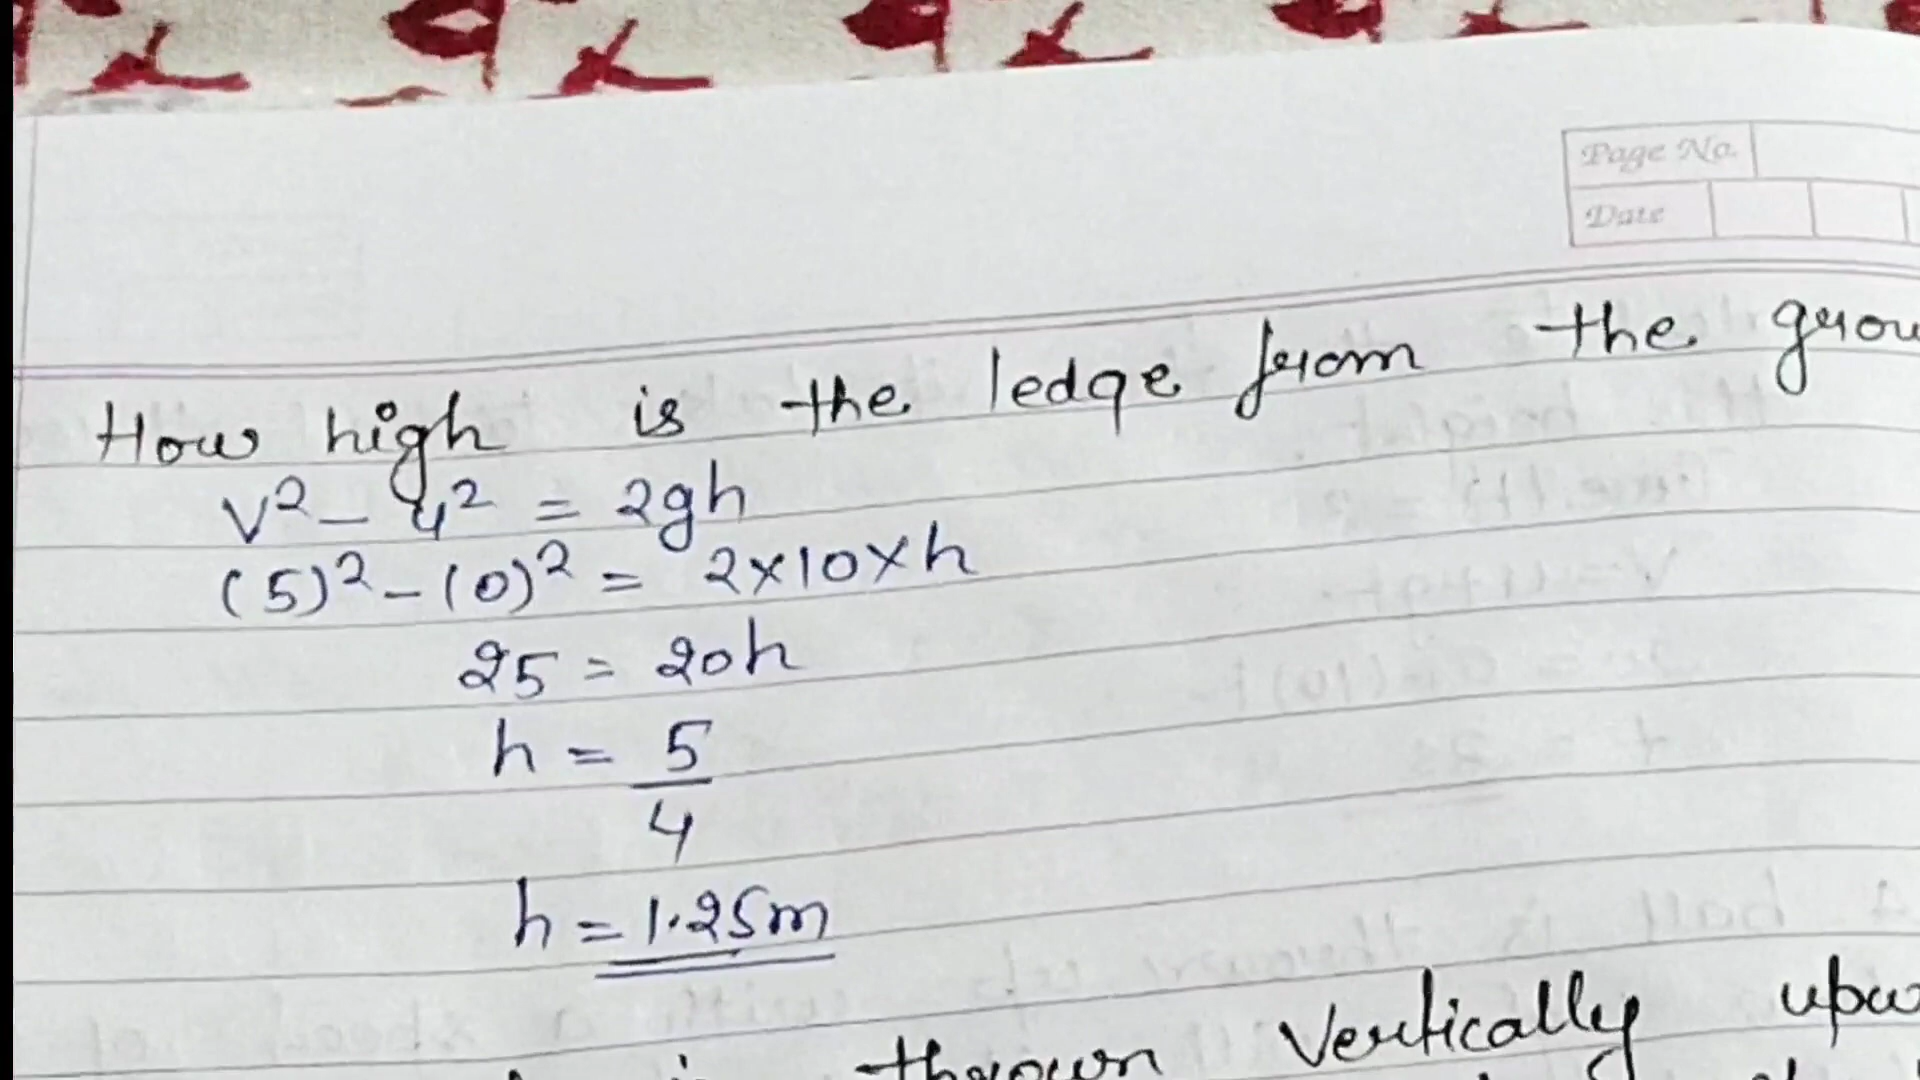 Page No.
Date
How high is the ledge from the grou
v² - u² = 2gh
(5)² - (0)² = 2×10×h
25 = 20h
h = 5/4
h = 1.25m
thrown vertically upw